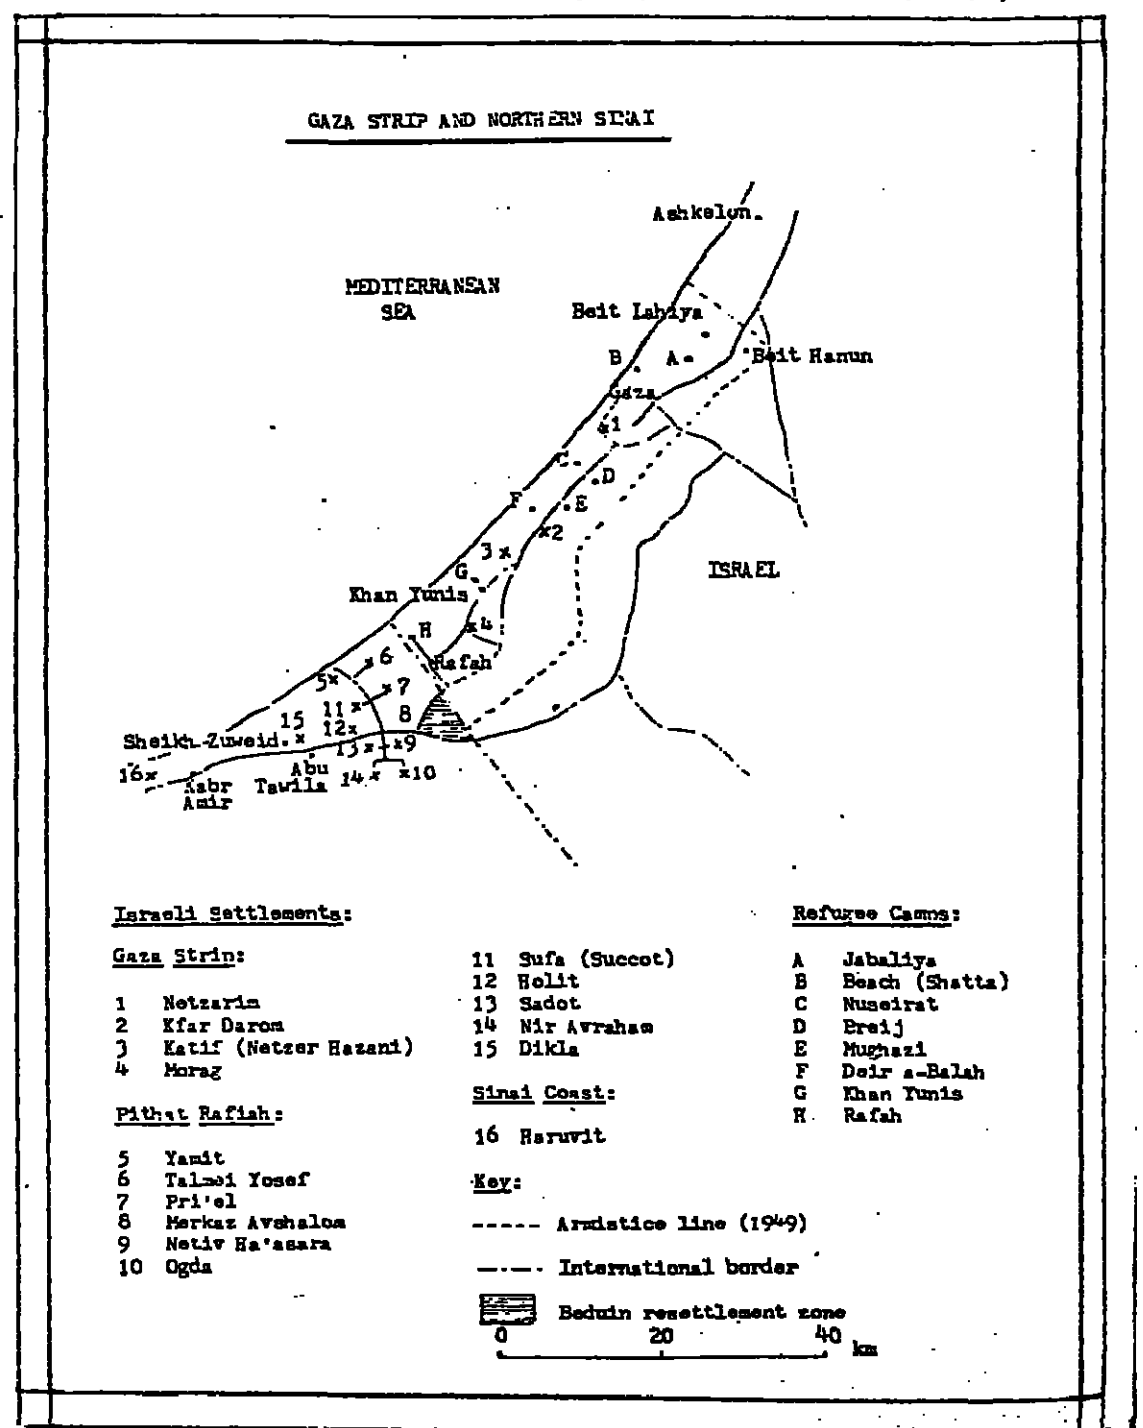 GAZA STRIP AND NORTHERN SINAI
Ashkelon
MEDITERRANEAN
SEA
Beit Lahiya
B
A
Beit Hanun
Gaza
1
C
D
F
E
2
3
G
ISRAEL
Khan Yunis
H
4
Rafah
6
5
7
11
8
15
12
Sheikh-Zuweid
13
9
16
Abu
14
10
Kabr
Tawila
Amir
Israeli Settlements:
Gaza Strip:
1 Netzarim
2 Kfar Darom
3 Katif (Netzer Hazani)
4 Morag
Pithat Rafiah:
5 Yamit
6 Talmei Yosef
7 Pri'el
8 Merkaz Avshalom
9 Netiv Ha'asara
10 Ogda
11 Sufa (Succot)
12 Holit
13 Sadot
14 Nir Avraham
15 Dikla
Sinai Coast:
16 Haruvit
Key:
Armistice line (1949)
International border
Beduin resettlement zone
0 20 40 km
Refugee Camps:
A Jabaliya
B Beach (Shatta)
C Nuseirat
D Breij
E Mughazi
F Deir a-Balah
G Khan Yunis
H Rafah